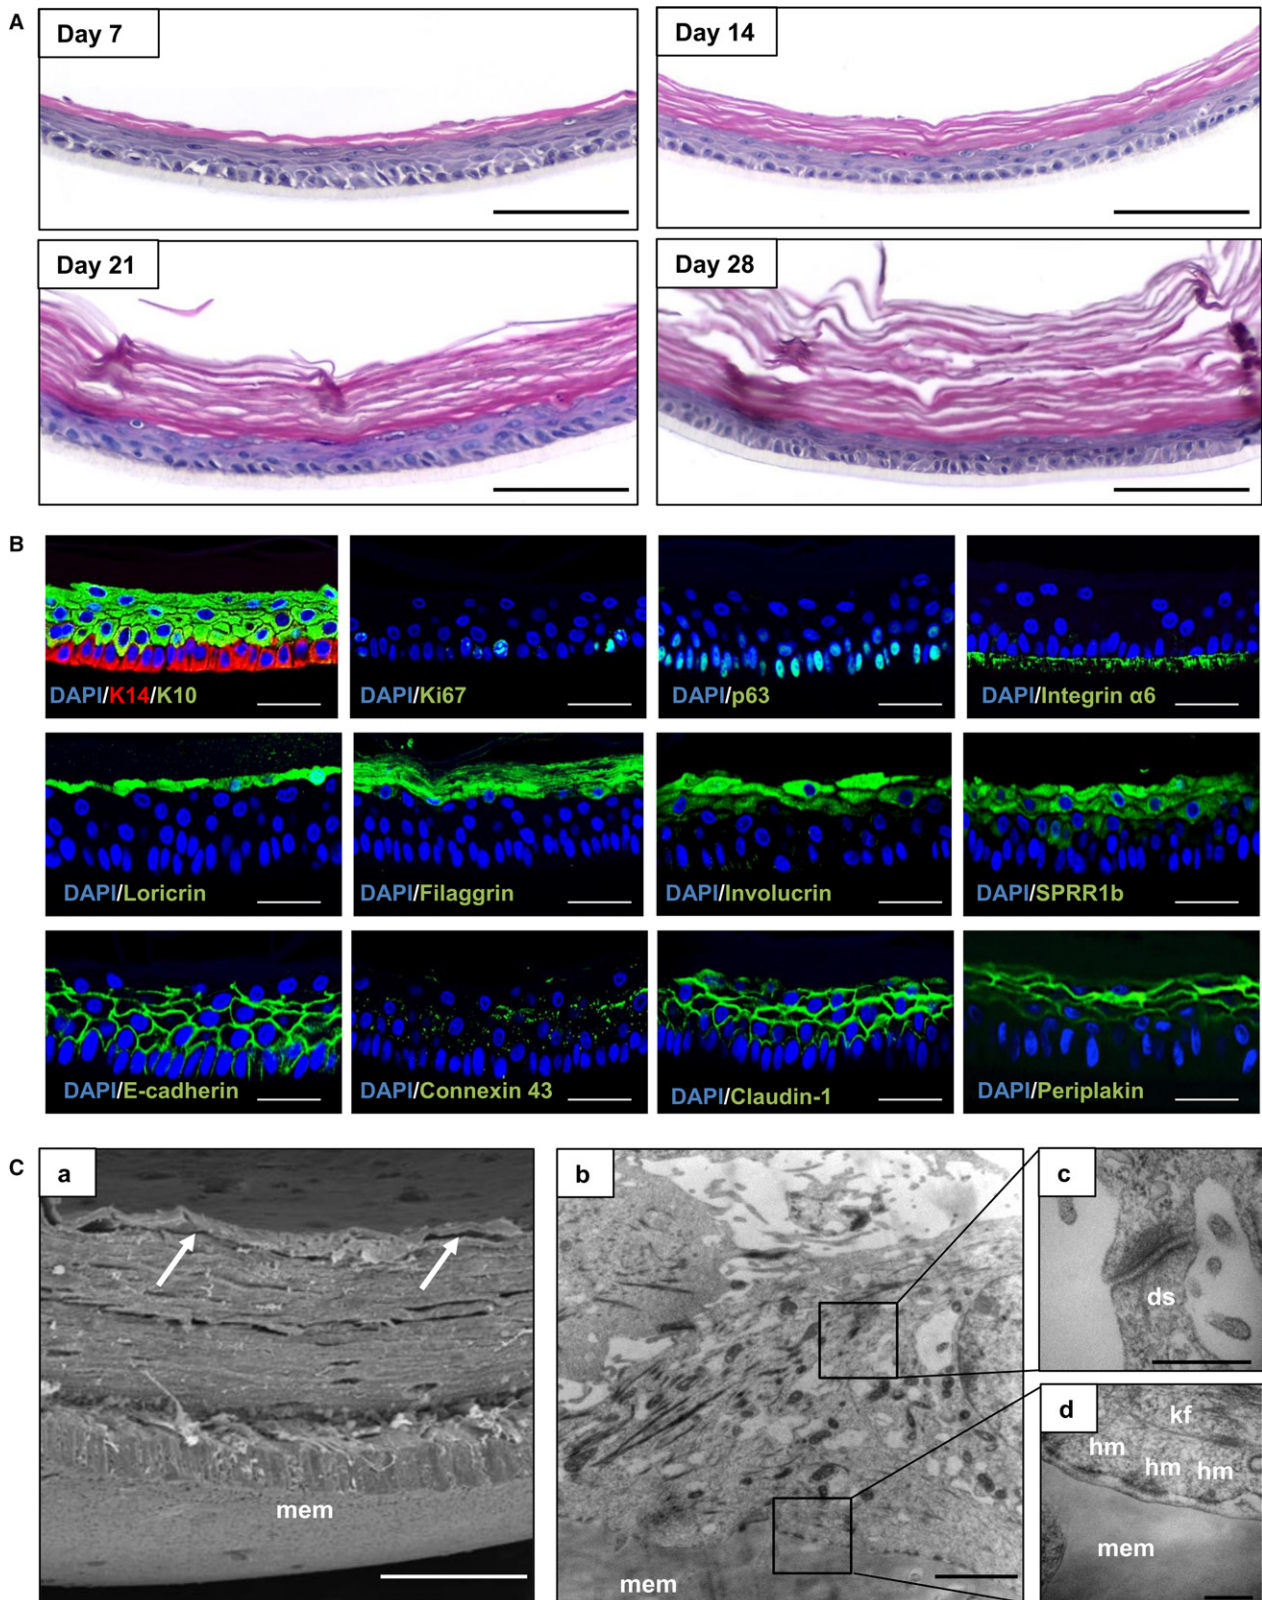 A
Day 7
Day 14
Day 21
Day 28
B
DAPI/K14/K10
DAPI/Ki67
DAPI/p63
DAPI/Integrin α6
DAPI/Loricrin
DAPI/Filaggrin
DAPI/Involucrin
DAPI/SPRR1b
DAPI/E-cadherin
DAPI/Connexin 43
DAPI/Claudin-1
DAPI/Periplakin
C
a
mem
b
mem
c
ds
d
kf
hm
hm
hm
mem